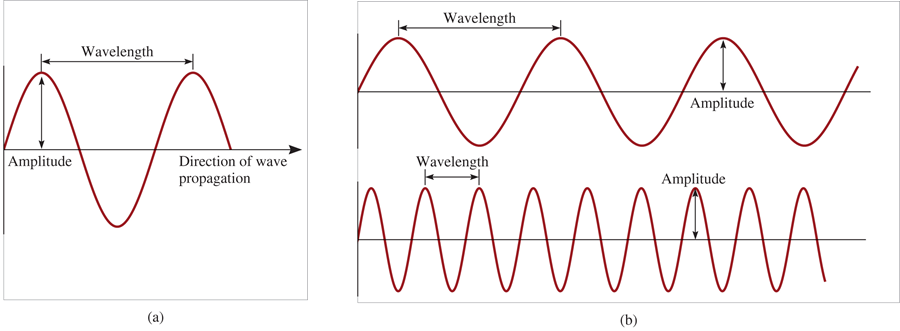 Wavelength
Amplitude
Direction of wave
propagation
(a)
Wavelength
Amplitude
Wavelength
Amplitude
(b)